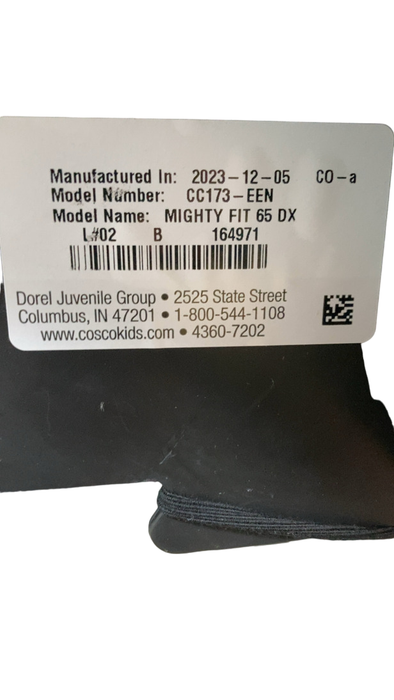 Manufactured In: 2023-12-05 CO-a
Model Number: CC173-EEN
Model Name: MIGHTY FIT 65 DX
L#02 B 164971
Dorel Juvenile Group • 2525 State Street
Columbus, IN 47201 • 1-800-544-1108
www.coscokids.com • 4360-7202